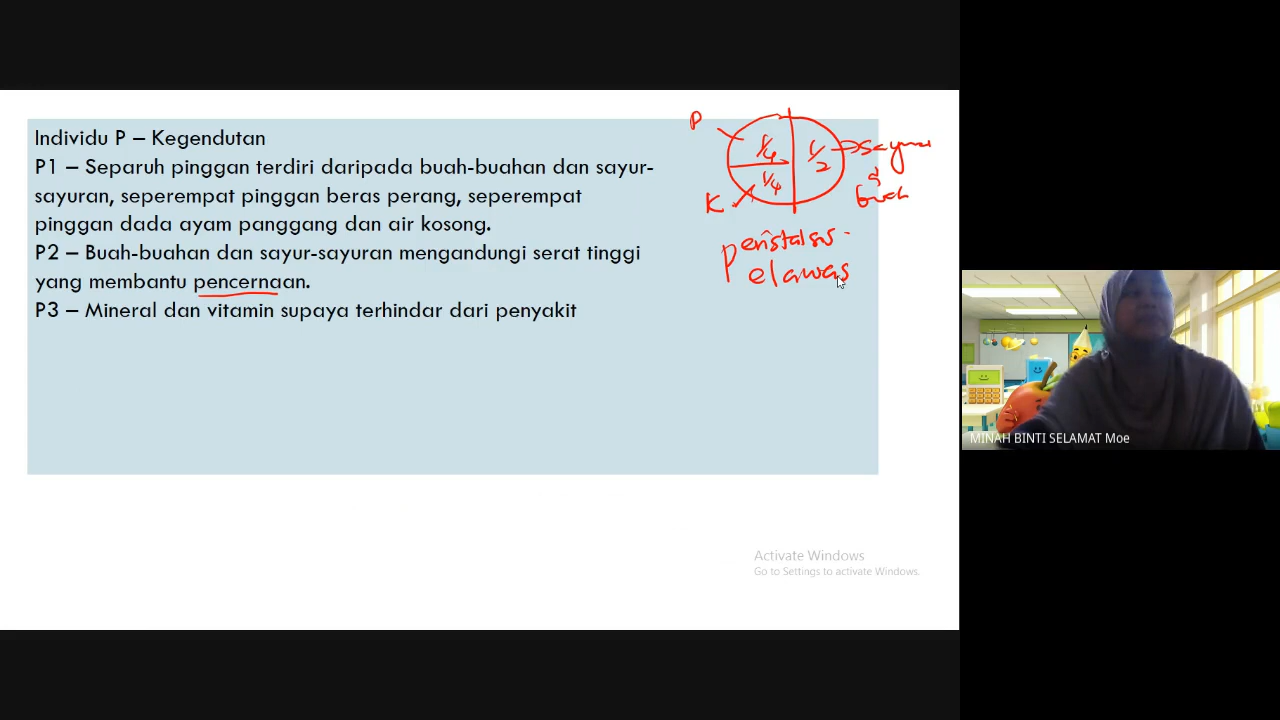 Individu P – Kegendutan
P1 – Separuh pinggan terdiri daripada buah-buahan dan sayur-
sayuran, seperempat pinggan beras perang, seperempat
pinggan dada ayam panggang dan air kosong.
P2 – Buah-buahan dan sayur-sayuran mengandungi serat tinggi
yang membantu pencernaan.
P3 – Mineral dan vitamin supaya terhindar dari penyakit
P
1/4
1/2
1/4
K
sayur
&
buah
Peristalsis
Pelawas
Activate Windows
Go to Settings to activate Windows.
MINAH BINTI SELAMAT Moe